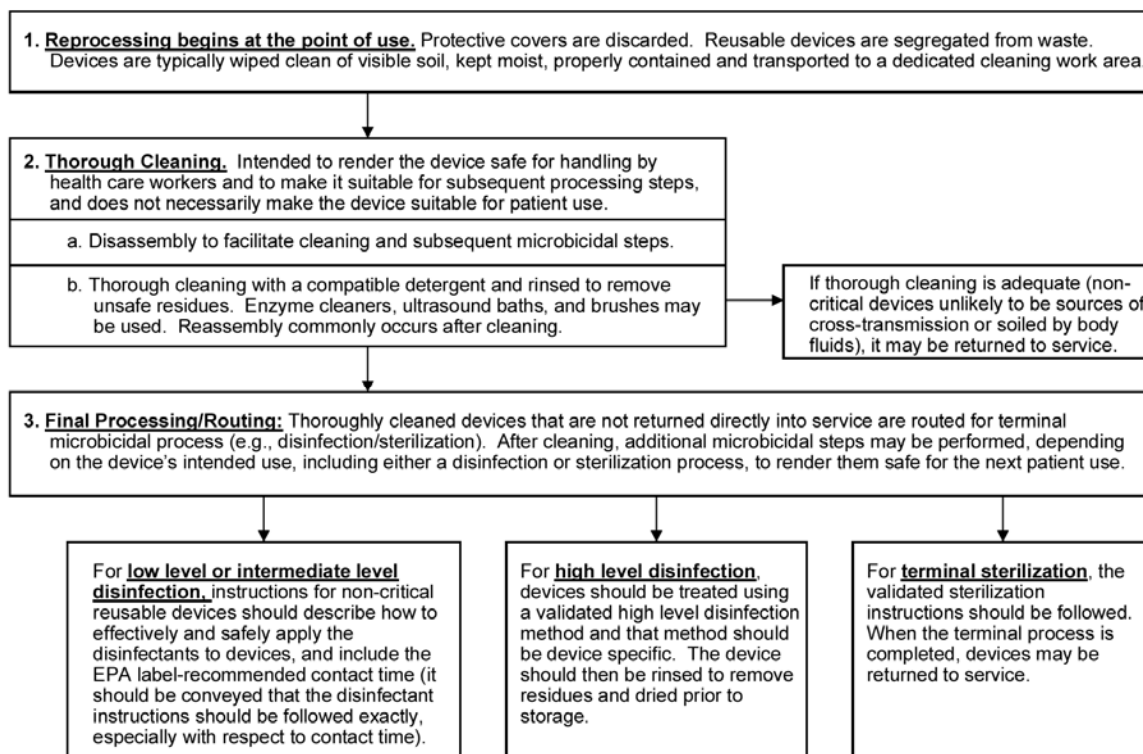 1. Reprocessing begins at the point of use. Protective covers are discarded. Reusable devices are segregated from waste.
Devices are typically wiped clean of visible soil, kept moist, properly contained and transported to a dedicated cleaning work area.
2. Thorough Cleaning. Intended to render the device safe for handling by
health care workers and to make it suitable for subsequent processing steps,
and does not necessarily make the device suitable for patient use.
a. Disassembly to facilitate cleaning and subsequent microbicidal steps.
b. Thorough cleaning with a compatible detergent and rinsed to remove
unsafe residues. Enzyme cleaners, ultrasound baths, and brushes may
be used. Reassembly commonly occurs after cleaning.
If thorough cleaning is adequate (non-
critical devices unlikely to be sources of
cross-transmission or soiled by body
fluids), it may be returned to service.
3. Final Processing/Routing: Thoroughly cleaned devices that are not returned directly into service are routed for terminal
microbicidal process (e.g., disinfection/sterilization). After cleaning, additional microbicidal steps may be performed, depending
on the device's intended use, including either a disinfection or sterilization process, to render them safe for the next patient use.
For low level or intermediate level
disinfection, instructions for non-critical
reusable devices should describe how to
effectively and safely apply the
disinfectants to devices, and include the
EPA label-recommended contact time (it
should be conveyed that the disinfectant
instructions should be followed exactly,
especially with respect to contact time).
For high level disinfection,
devices should be treated using
a validated high level disinfection
method and that method should
be device specific. The device
should then be rinsed to remove
residues and dried prior to
storage.
For terminal sterilization, the
validated sterilization
instructions should be followed.
When the terminal process is
completed, devices may be
returned to service.